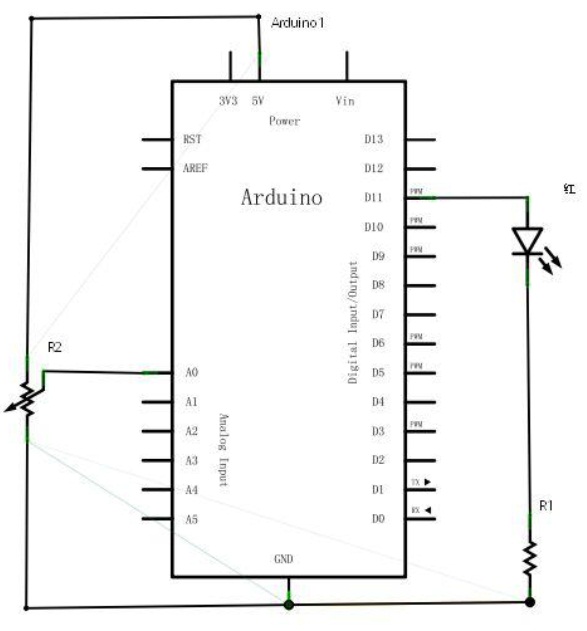 Arduino1
3V3 5V Vin
Power
RST
AREF
Arduino
D13
D12
D11 PWM
D10 PWM
D9 PWM
D8
D7
D6 PWM
D5 PWM
D4
D3 PWM
D2
D1 TX
D0 RX
Digital Input/Output
红
R2
A0
A1
A2
A3
A4
A5
Analog Input
R1
GND